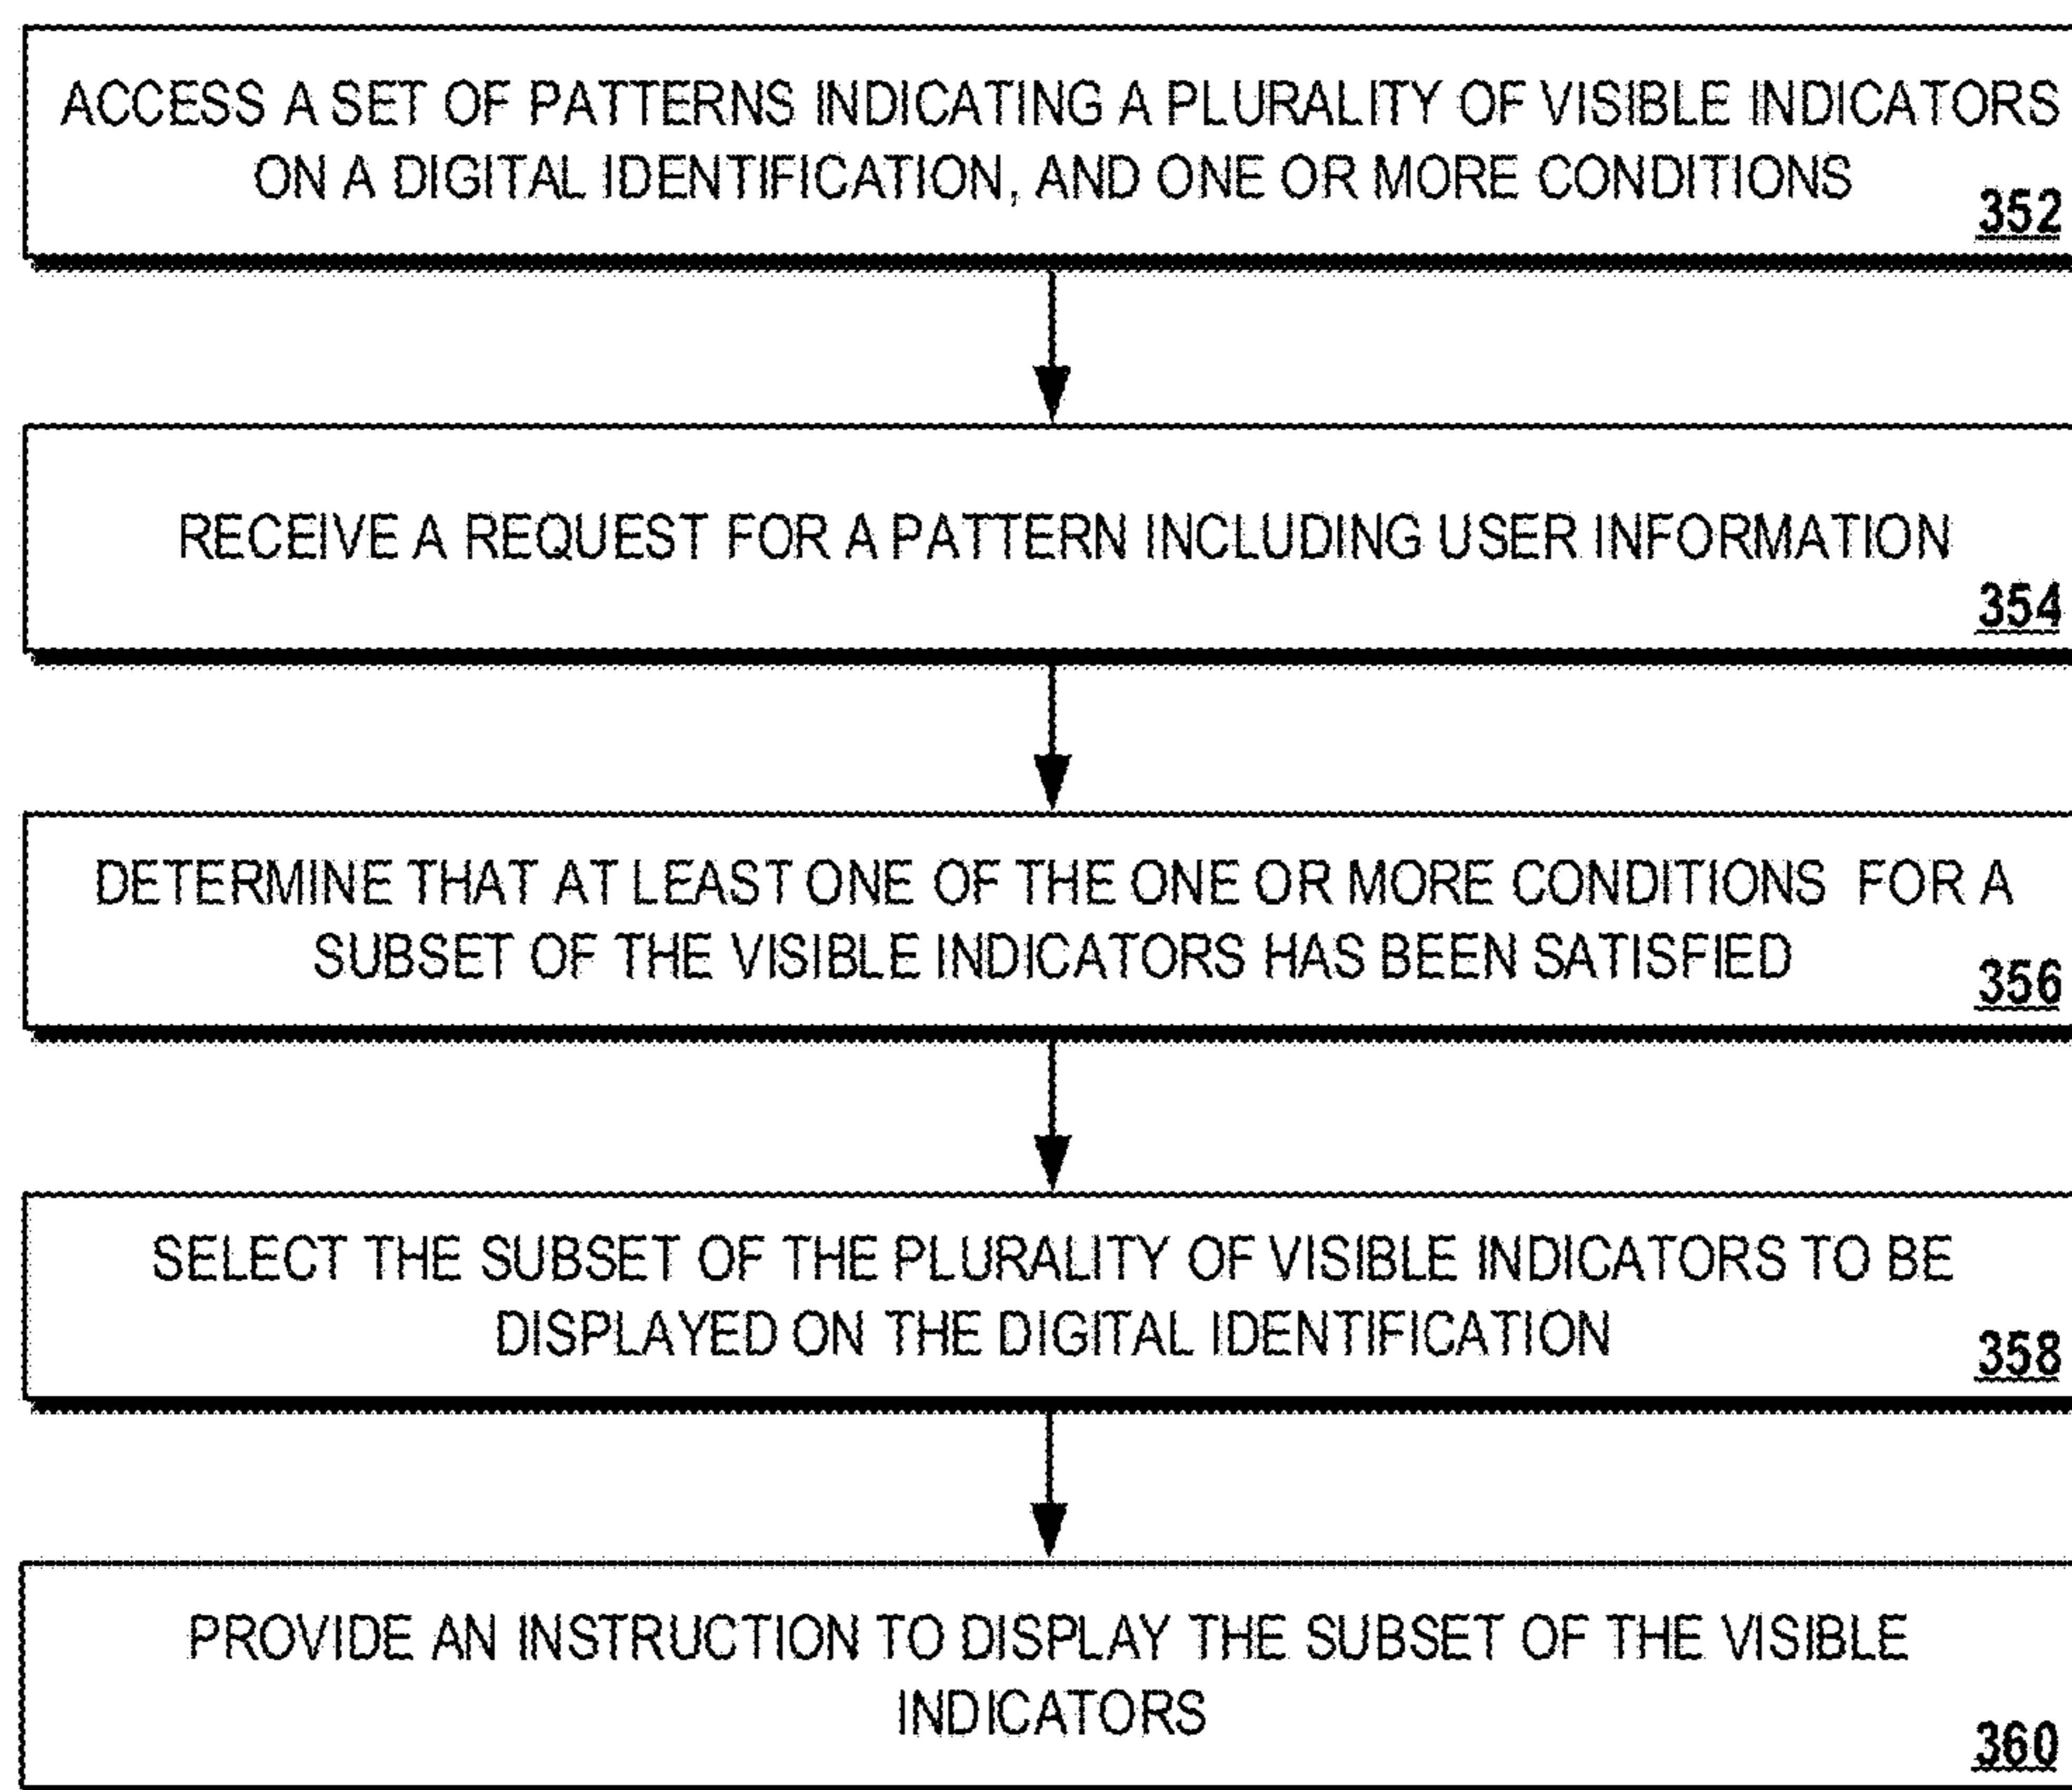 ACCESS A SET OF PATTERNS INDICATING A PLURALITY OF VISIBLE INDICATORS
ON A DIGITAL IDENTIFICATION, AND ONE OR MORE CONDITIONS
352
RECEIVE A REQUEST FOR A PATTERN INCLUDING USER INFORMATION
354
DETERMINE THAT AT LEAST ONE OF THE ONE OR MORE CONDITIONS FOR A
SUBSET OF THE VISIBLE INDICATORS HAS BEEN SATISFIED
356
SELECT THE SUBSET OF THE PLURALITY OF VISIBLE INDICATORS TO BE
DISPLAYED ON THE DIGITAL IDENTIFICATION
358
PROVIDE AN INSTRUCTION TO DISPLAY THE SUBSET OF THE VISIBLE
INDICATORS
360